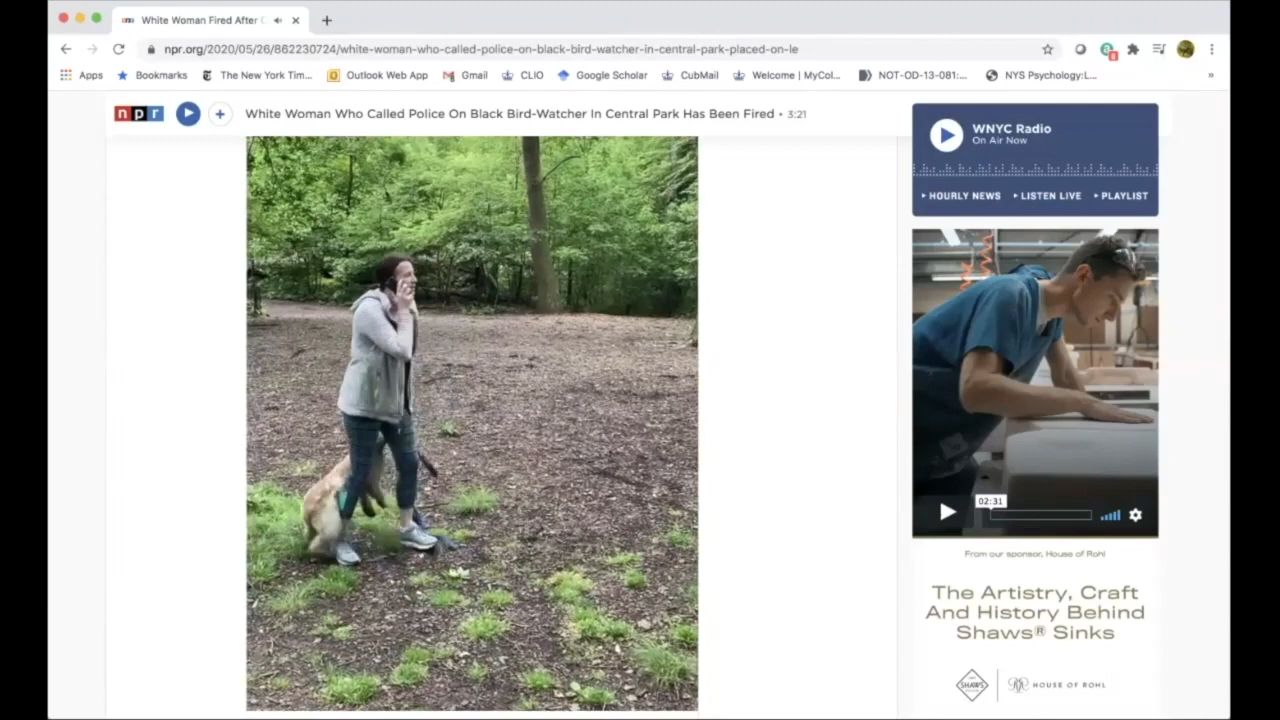 White Woman Fired After C
npr.org/2020/05/26/862230724/white-woman-who-called-police-on-black-bird-watcher-in-central-park-placed-on-le
8
Apps Bookmarks The New York Tim... Outlook Web App Gmail CLIO Google Scholar CubMail Welcome | MyCol... NOT-OD-13-081:... NYS Psychology:L... »
npr White Woman Who Called Police On Black Bird-Watcher In Central Park Has Been Fired • 3:21
WNYC Radio
On Air Now
HOURLY NEWS LISTEN LIVE PLAYLIST
02:31
From our sponsor, House of Rohl
The Artistry, Craft
And History Behind
Shaws® Sinks
SHAWS HOUSE OF ROHL